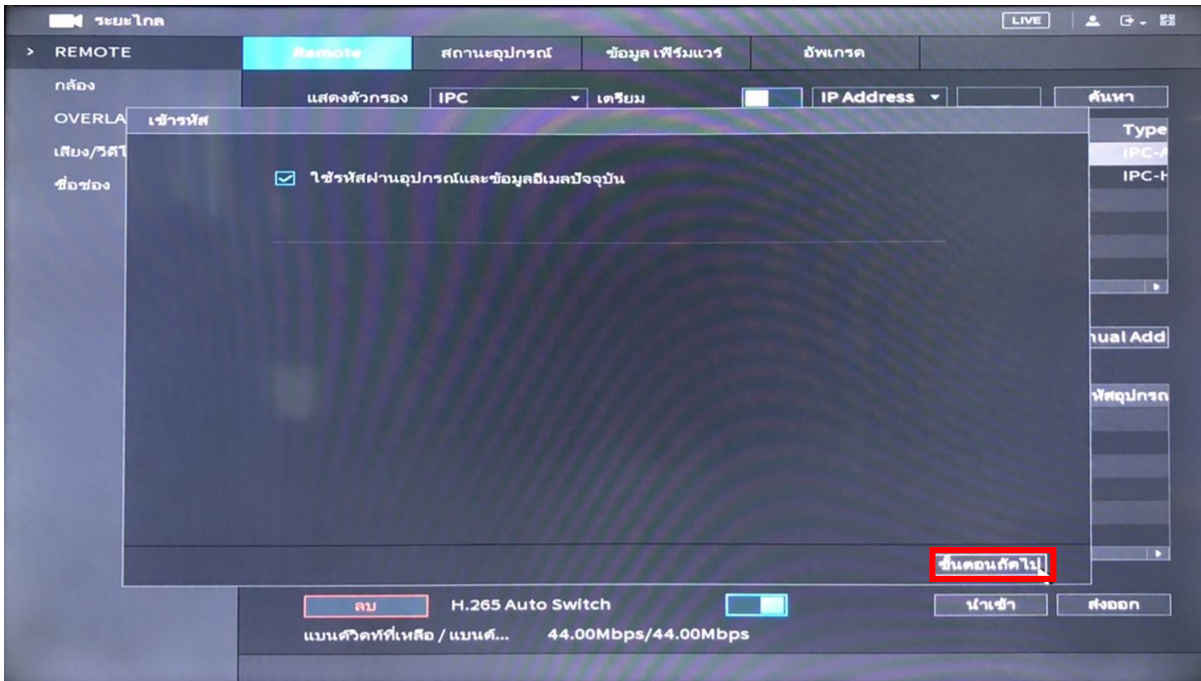 ระยะไกล LIVE
> REMOTE Remote สถานะอุปกรณ์ ข้อมูล เฟิร์มแวร์ อัพเกรด
กล้อง แสดงตัวกรอง IPC เตรียม IP Address ค้นหา
OVERLA เข้ารหัส Type
เสียง/วิดีโ IPC-A
ใช้รหัสผ่านอุปกรณ์และข้อมูลอีเมลปัจจุบัน IPC-H
ชื่อช่อง
nual Add
หัสอุปกรณ
ขั้นตอนถัดไป
ลบ H.265 Auto Switch นำเข้า ส่งออก
แบนด์วิดท์ที่เหลือ / แบนด์... 44.00Mbps/44.00Mbps